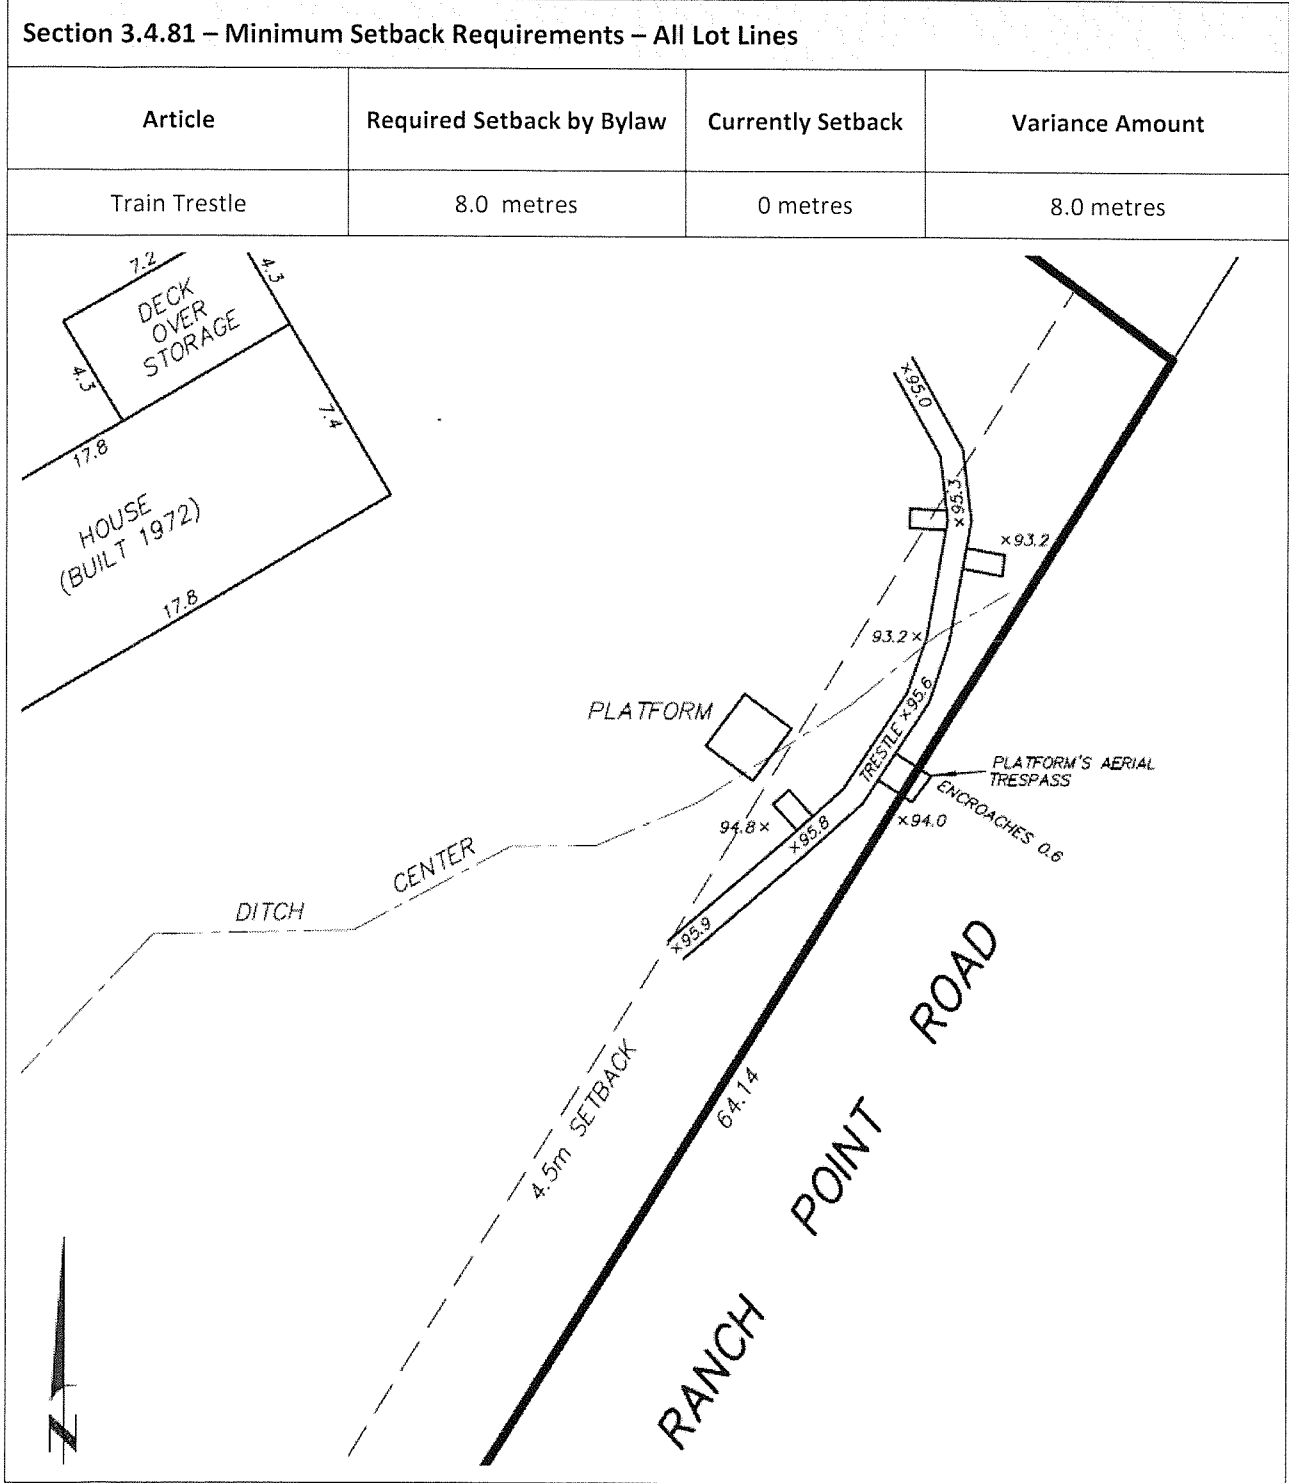 Section 3.4.81 – Minimum Setback Requirements – All Lot Lines
Article Required Setback by Bylaw Currently Setback Variance Amount
Train Trestle 8.0 metres 0 metres 8.0 metres
7.2
4.3
DECK
OVER
STORAGE
4.3
7.4
17.8
HOUSE
(BUILT 1972)
17.8
×95.0
×95.3
×93.2
93.2×
PLATFORM
TRESTLE ×95.6
PLATFORM'S AERIAL
TRESPASS
ENCROACHES 0.6
×94.0
94.8×
×95.8
CENTER
DITCH
×95.9
4.5m SETBACK
64.14
RANCH POINT ROAD
N